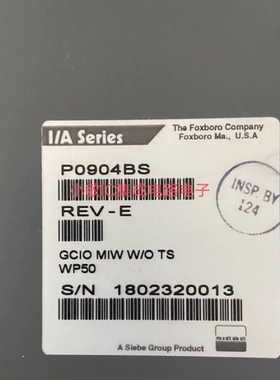 I/A Series
The Foxboro Company
Foxboro Ma., U.S.A
P0904BS
INSP. BY
124
REV-E
GCIO MIW W/O TS
WP50
S/N 1802320013
SIEBE
A Siebe Group Product